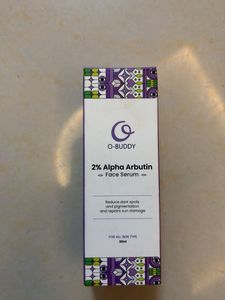 O-BUDDY
2% Alpha Arbutin
Face Serum
Reduce dark spots
and pigmentation
and repairs sun damage
FOR ALL SKIN TYPE
30ml